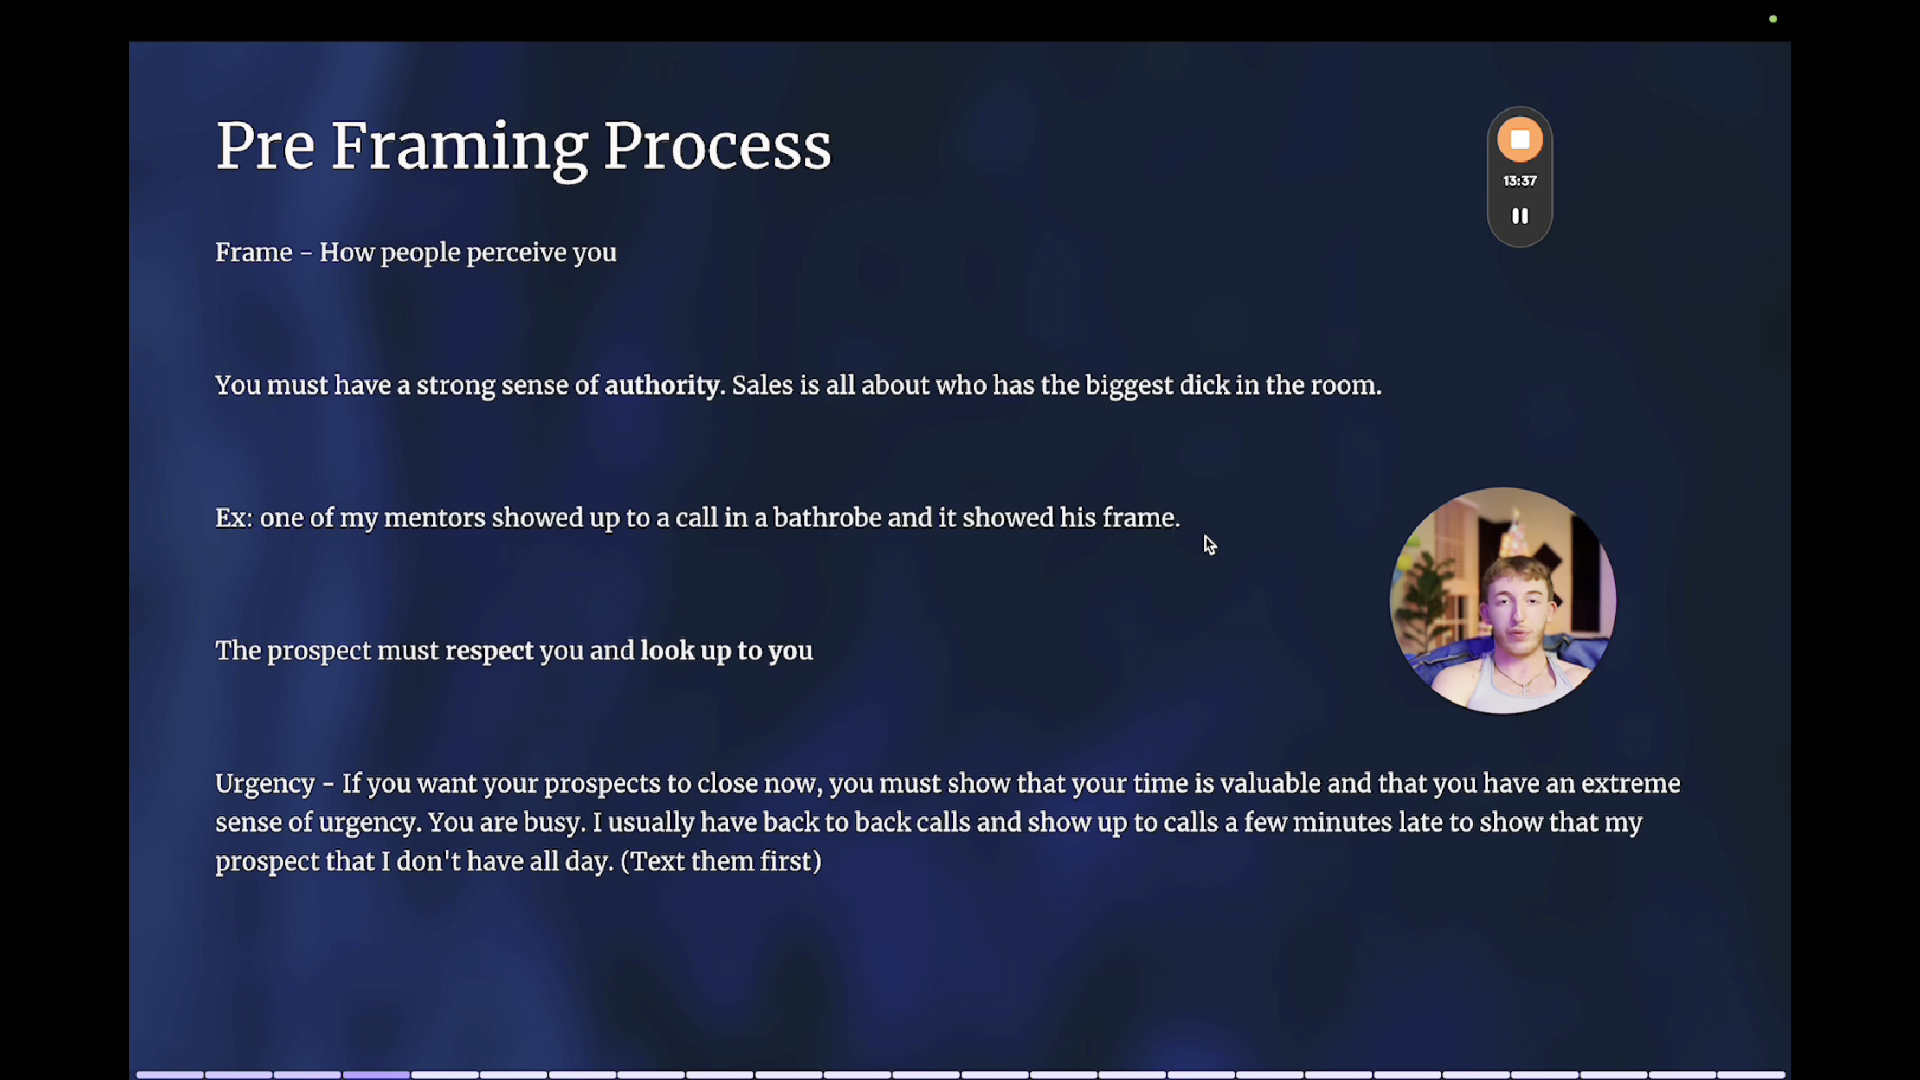 Pre Framing Process
13:37
Frame - How people perceive you
You must have a strong sense of authority. Sales is all about who has the biggest dick in the room.
Ex: one of my mentors showed up to a call in a bathrobe and it showed his frame.
The prospect must respect you and look up to you
Urgency - If you want your prospects to close now, you must show that your time is valuable and that you have an extreme
sense of urgency. You are busy. I usually have back to back calls and show up to calls a few minutes late to show that my
prospect that I don't have all day. (Text them first)